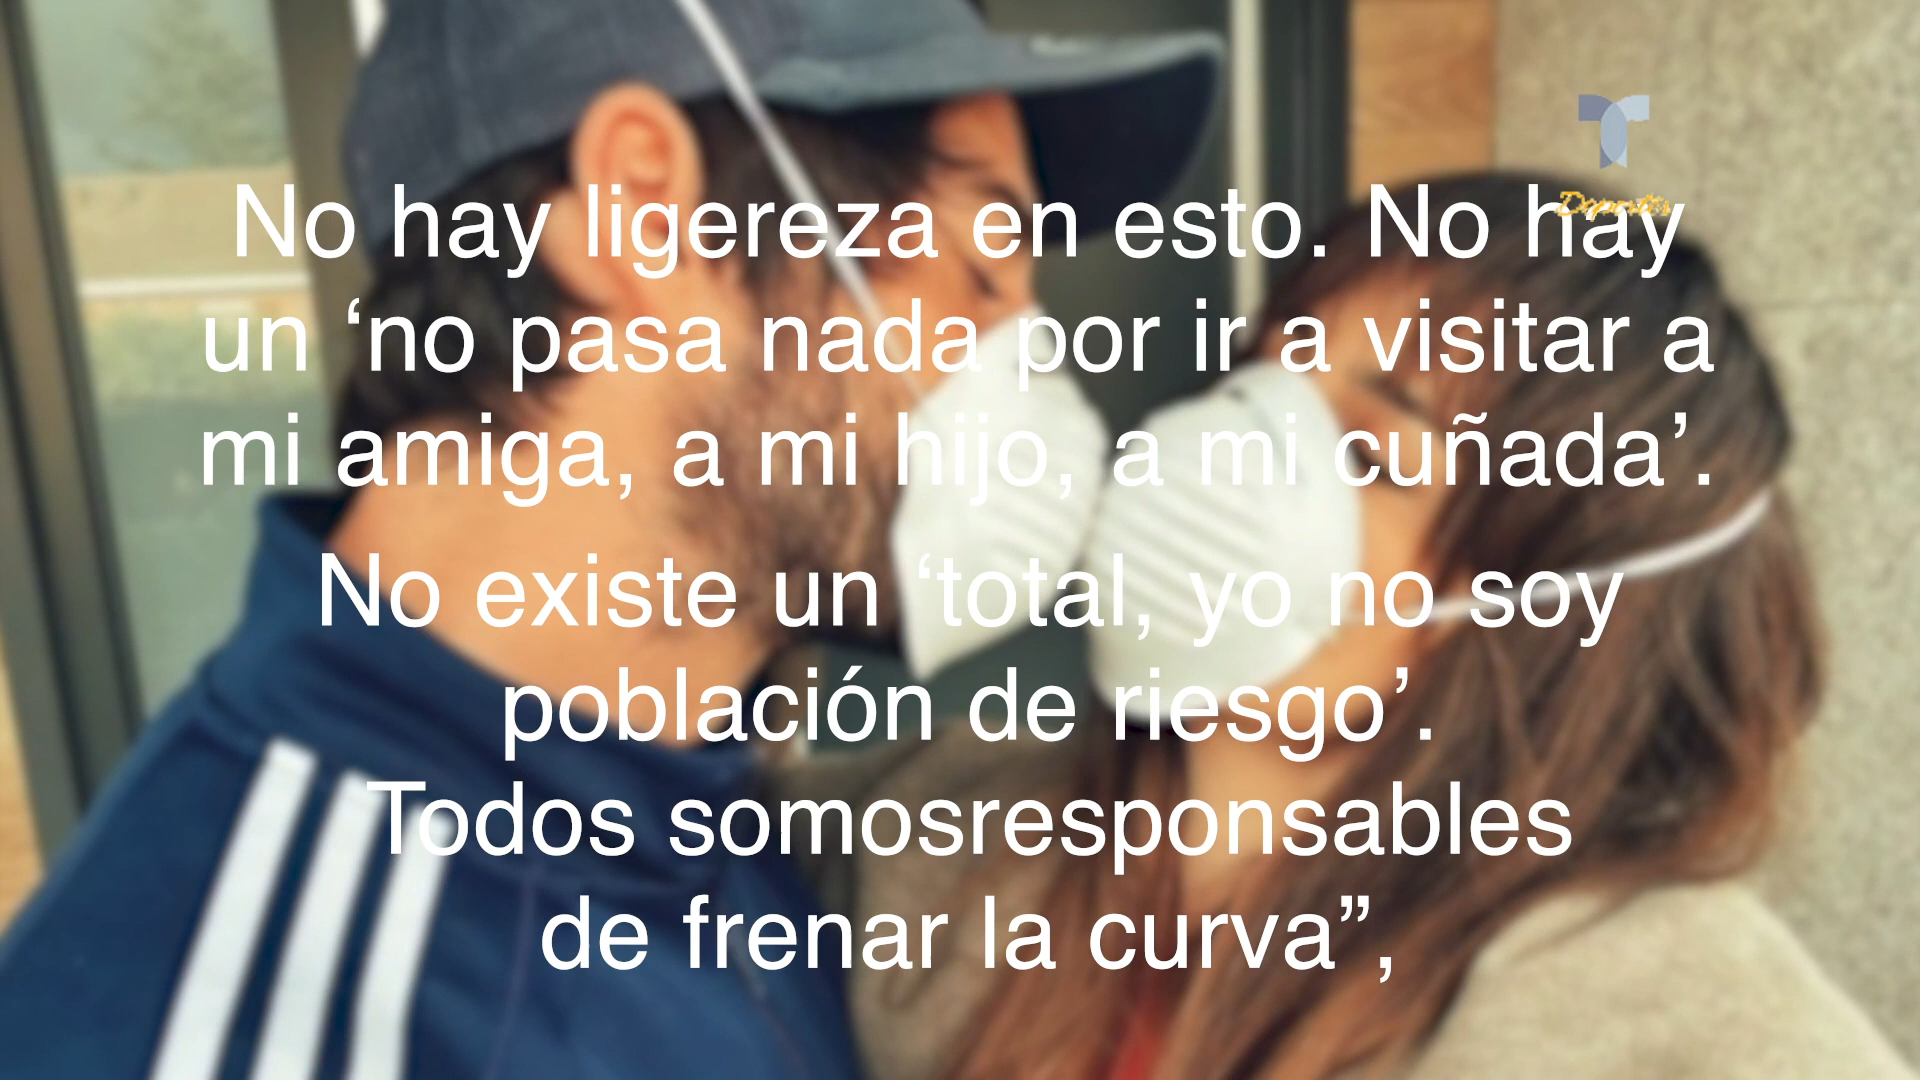 Deportes
No hay ligereza en esto. No hay
un ‘no pasa nada por ir a visitar a
mi amiga, a mi hijo, a mi cuñada’.
No existe un ‘total, yo no soy
población de riesgo’.
Todos somosresponsables
de frenar la curva”,